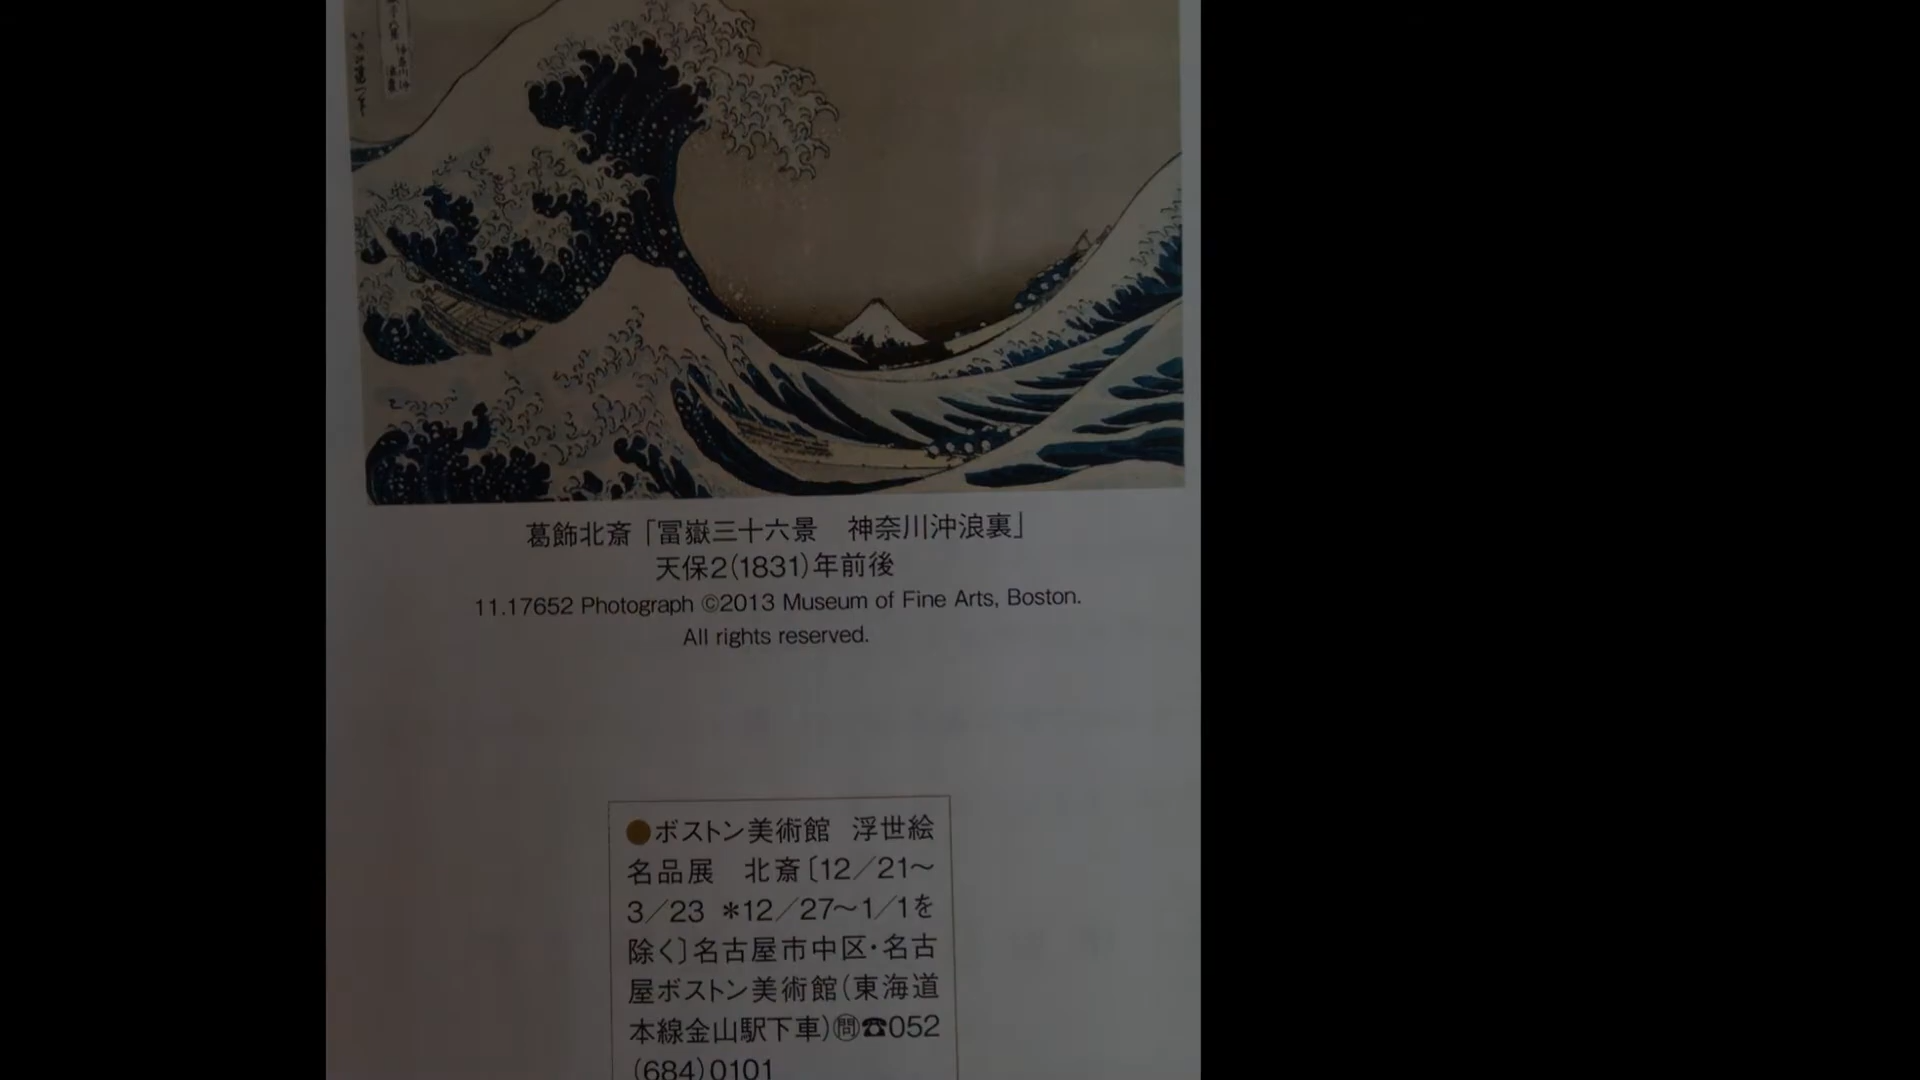 葛飾北斎「冨嶽三十六景　神奈川沖浪裏」
天保2(1831)年前後
11.17652 Photograph ©2013 Museum of Fine Arts, Boston.
All rights reserved.
●ボストン美術館　浮世絵
名品展　北斎〔12／21〜
3／23 ＊12／27〜1／1を
除く〕名古屋市中区・名古
屋ボストン美術館(東海道
本線金山駅下車)㉄☎052
(684)0101